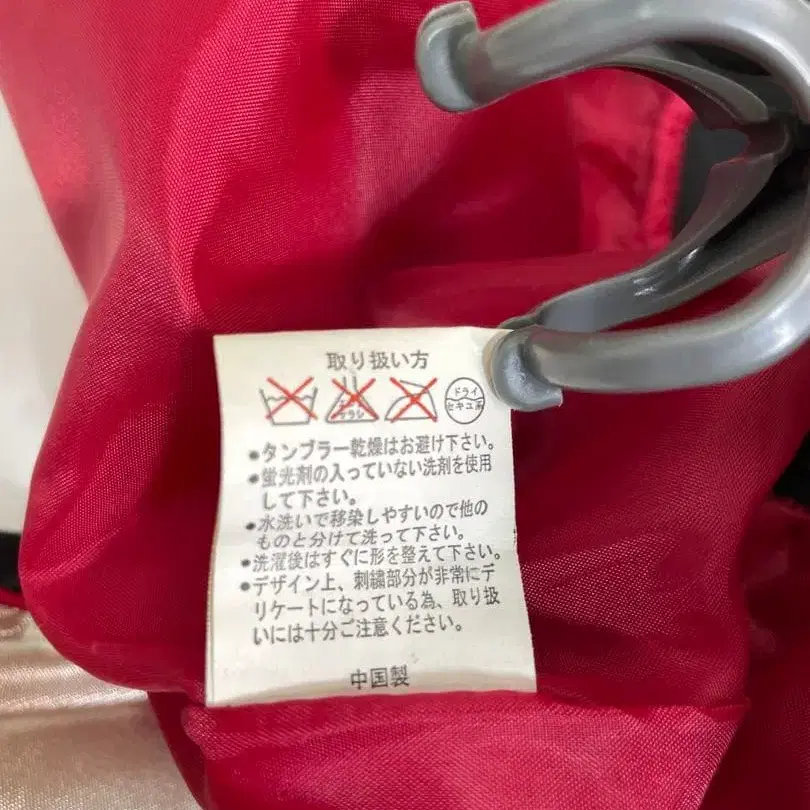 取り扱い方
エンソ
サラシ
ドライ
セキユ系
●タンブラー乾燥はお避け下さい。
●蛍光剤の入っていない洗剤を使用
して下さい。
●水洗いで移染しやすいので他の
ものと分けて洗って下さい。
●洗濯後はすぐに形を整えて下さい。
●デザイン上、刺繍部分が非常にデ
リケートになっている為、取り扱
いには十分ご注意ください。
中国製